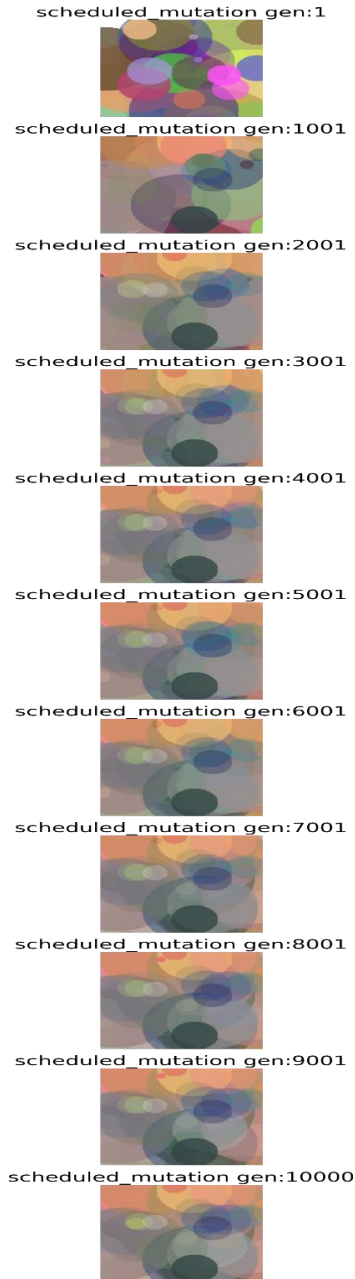 scheduled_mutation gen:1
scheduled_mutation gen:1001
scheduled_mutation gen:2001
scheduled_mutation gen:3001
scheduled_mutation gen:4001
scheduled_mutation gen:5001
scheduled_mutation gen:6001
scheduled_mutation gen:7001
scheduled_mutation gen:8001
scheduled_mutation gen:9001
scheduled_mutation gen:10000